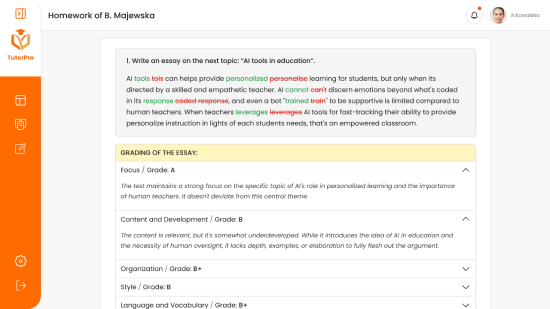 Homework of B. Majewska
A.Kowalska
TutorPro
1. Write an essay on the next topic: “AI tools in education”.
AI tools tols can helps provide personalized personalise learning for students, but only when its
directed by a skilled and empathetic teacher. AI cannot can't discern emotions beyond what's coded
in its response coded response, and even a bot "trained train" to be supportive is limited compared to
human teachers. When teachers leverages leverages AI tools for fast-tracking their ability to provide
personalize instruction in lights of each students needs, that's an empowered classroom.
GRADING OF THE ESSAY:
Focus / Grade: A
The test maintains a strong focus on the specific topic of AI's role in personalized learning and the importance
of human teachers. It doesn't deviate from this central theme.
Content and Development / Grade: B
The content is relevant, but it's somewhat underdeveloped. While it introduces the idea of AI in education and
the necessity of human oversight, it lacks depth, examples, or elaboration to fully flesh out the argument.
Organization / Grade: B+
Style / Grade: B
Language and Vocabulary / Grade: B+